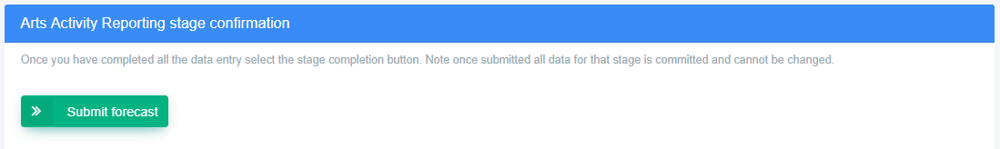 Arts Activity Reporting stage confirmation
Once you have completed all the data entry select the stage completion button. Note once submitted all data for that stage is committed and cannot be changed.
Submit forecast